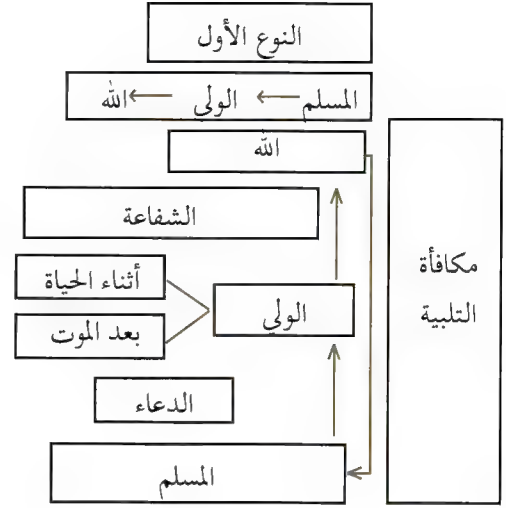 النوع الأول
المسلم ← الولي ← الله
الله
الشفاعة
أثناء الحياة
الولي
بعد الموت
الدعاء
المسلم
مكافأة
التلبية